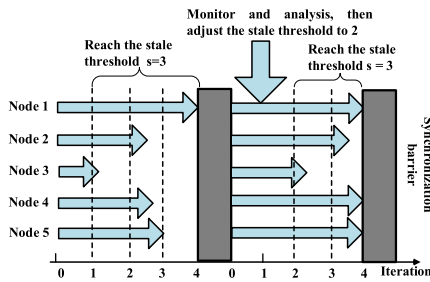 Monitor and analysis, then
adjust the stale threshold to 2
Reach the stale
threshold s=3
Reach the stale
threshold s = 3
Node 1
Node 2
Node 3
Node 4
Node 5
Synchronization
barrier
0 1 2 3 4 0 1 2 3 4 Iteration